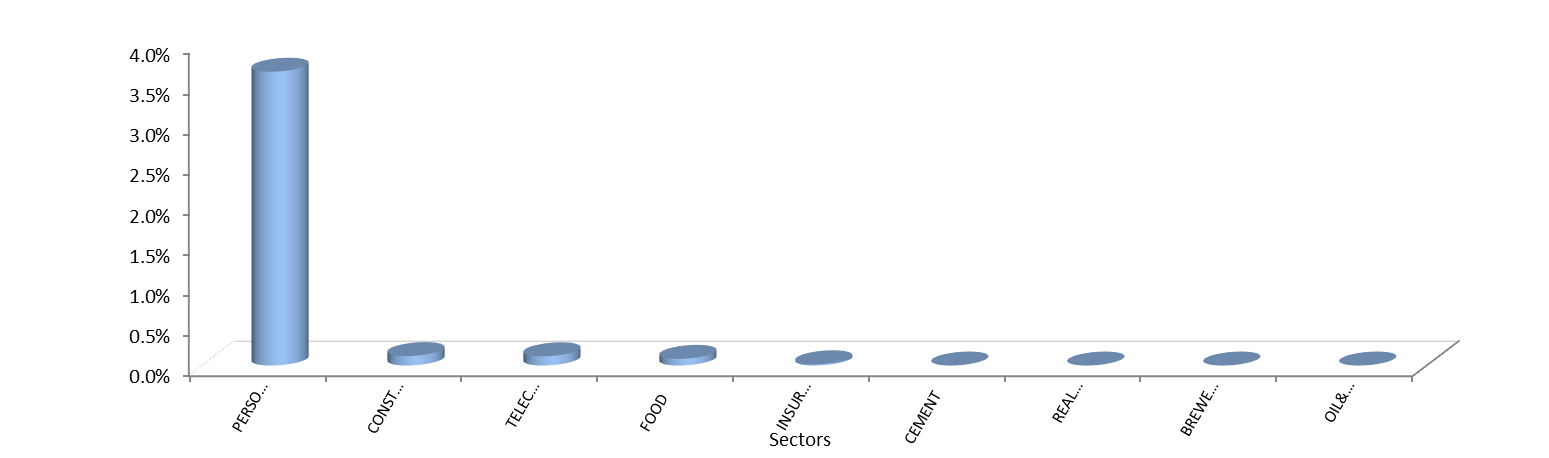 4.0%
3.5%
3.0%
2.5%
2.0%
1.5%
1.0%
0.5%
0.0%
PERSO...
CONST...
TELEC...
FOOD
INSUR...
CEMENT
REAL...
BREWE...
OIL&...
Sectors